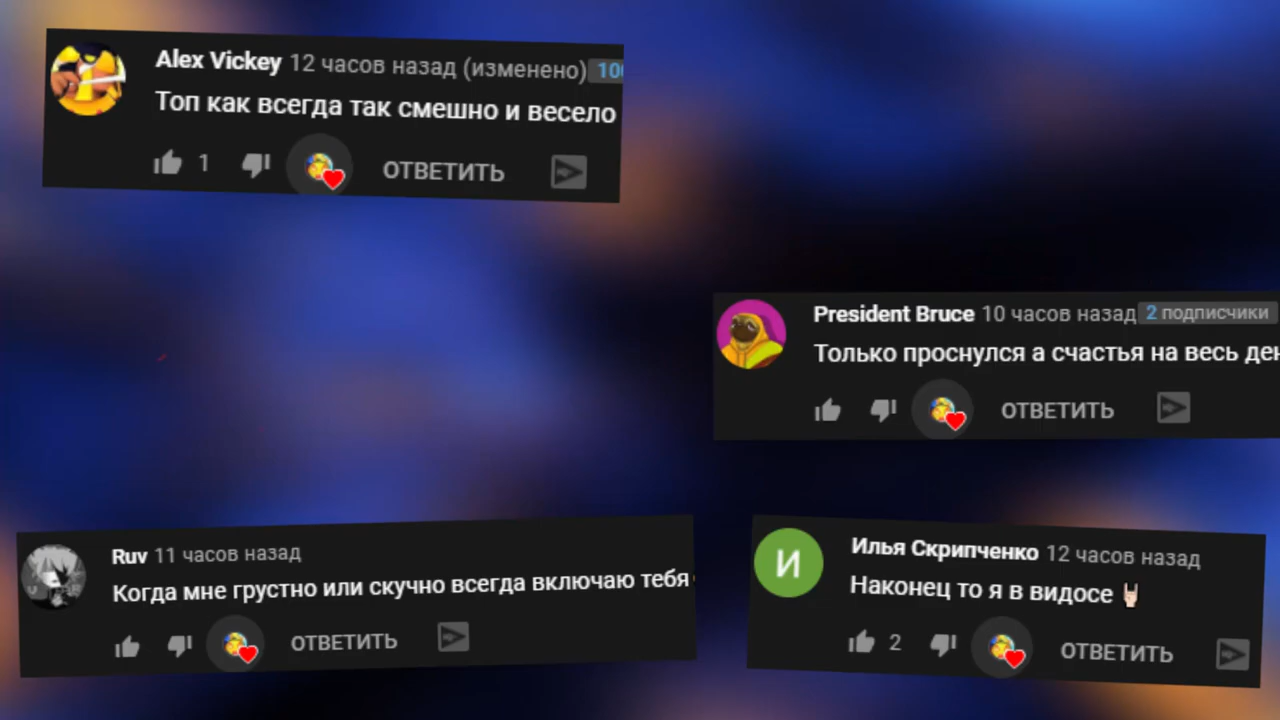 Alex Vickey 12 часов назад (изменено)
Топ как всегда так смешно и весело
1 ОТВЕТИТЬ
President Bruce 10 часов назад 2 подписчики
Только проснулся а счастья на весь
ОТВЕТИТЬ
Ruv 11 часов назад
Когда мне грустно или скучно всегда включаю тебя
ОТВЕТИТЬ
И
Илья Скрипченко 12 часов назад
Наконец то я в видосе 🤘🏻
2 ОТВЕТИТЬ